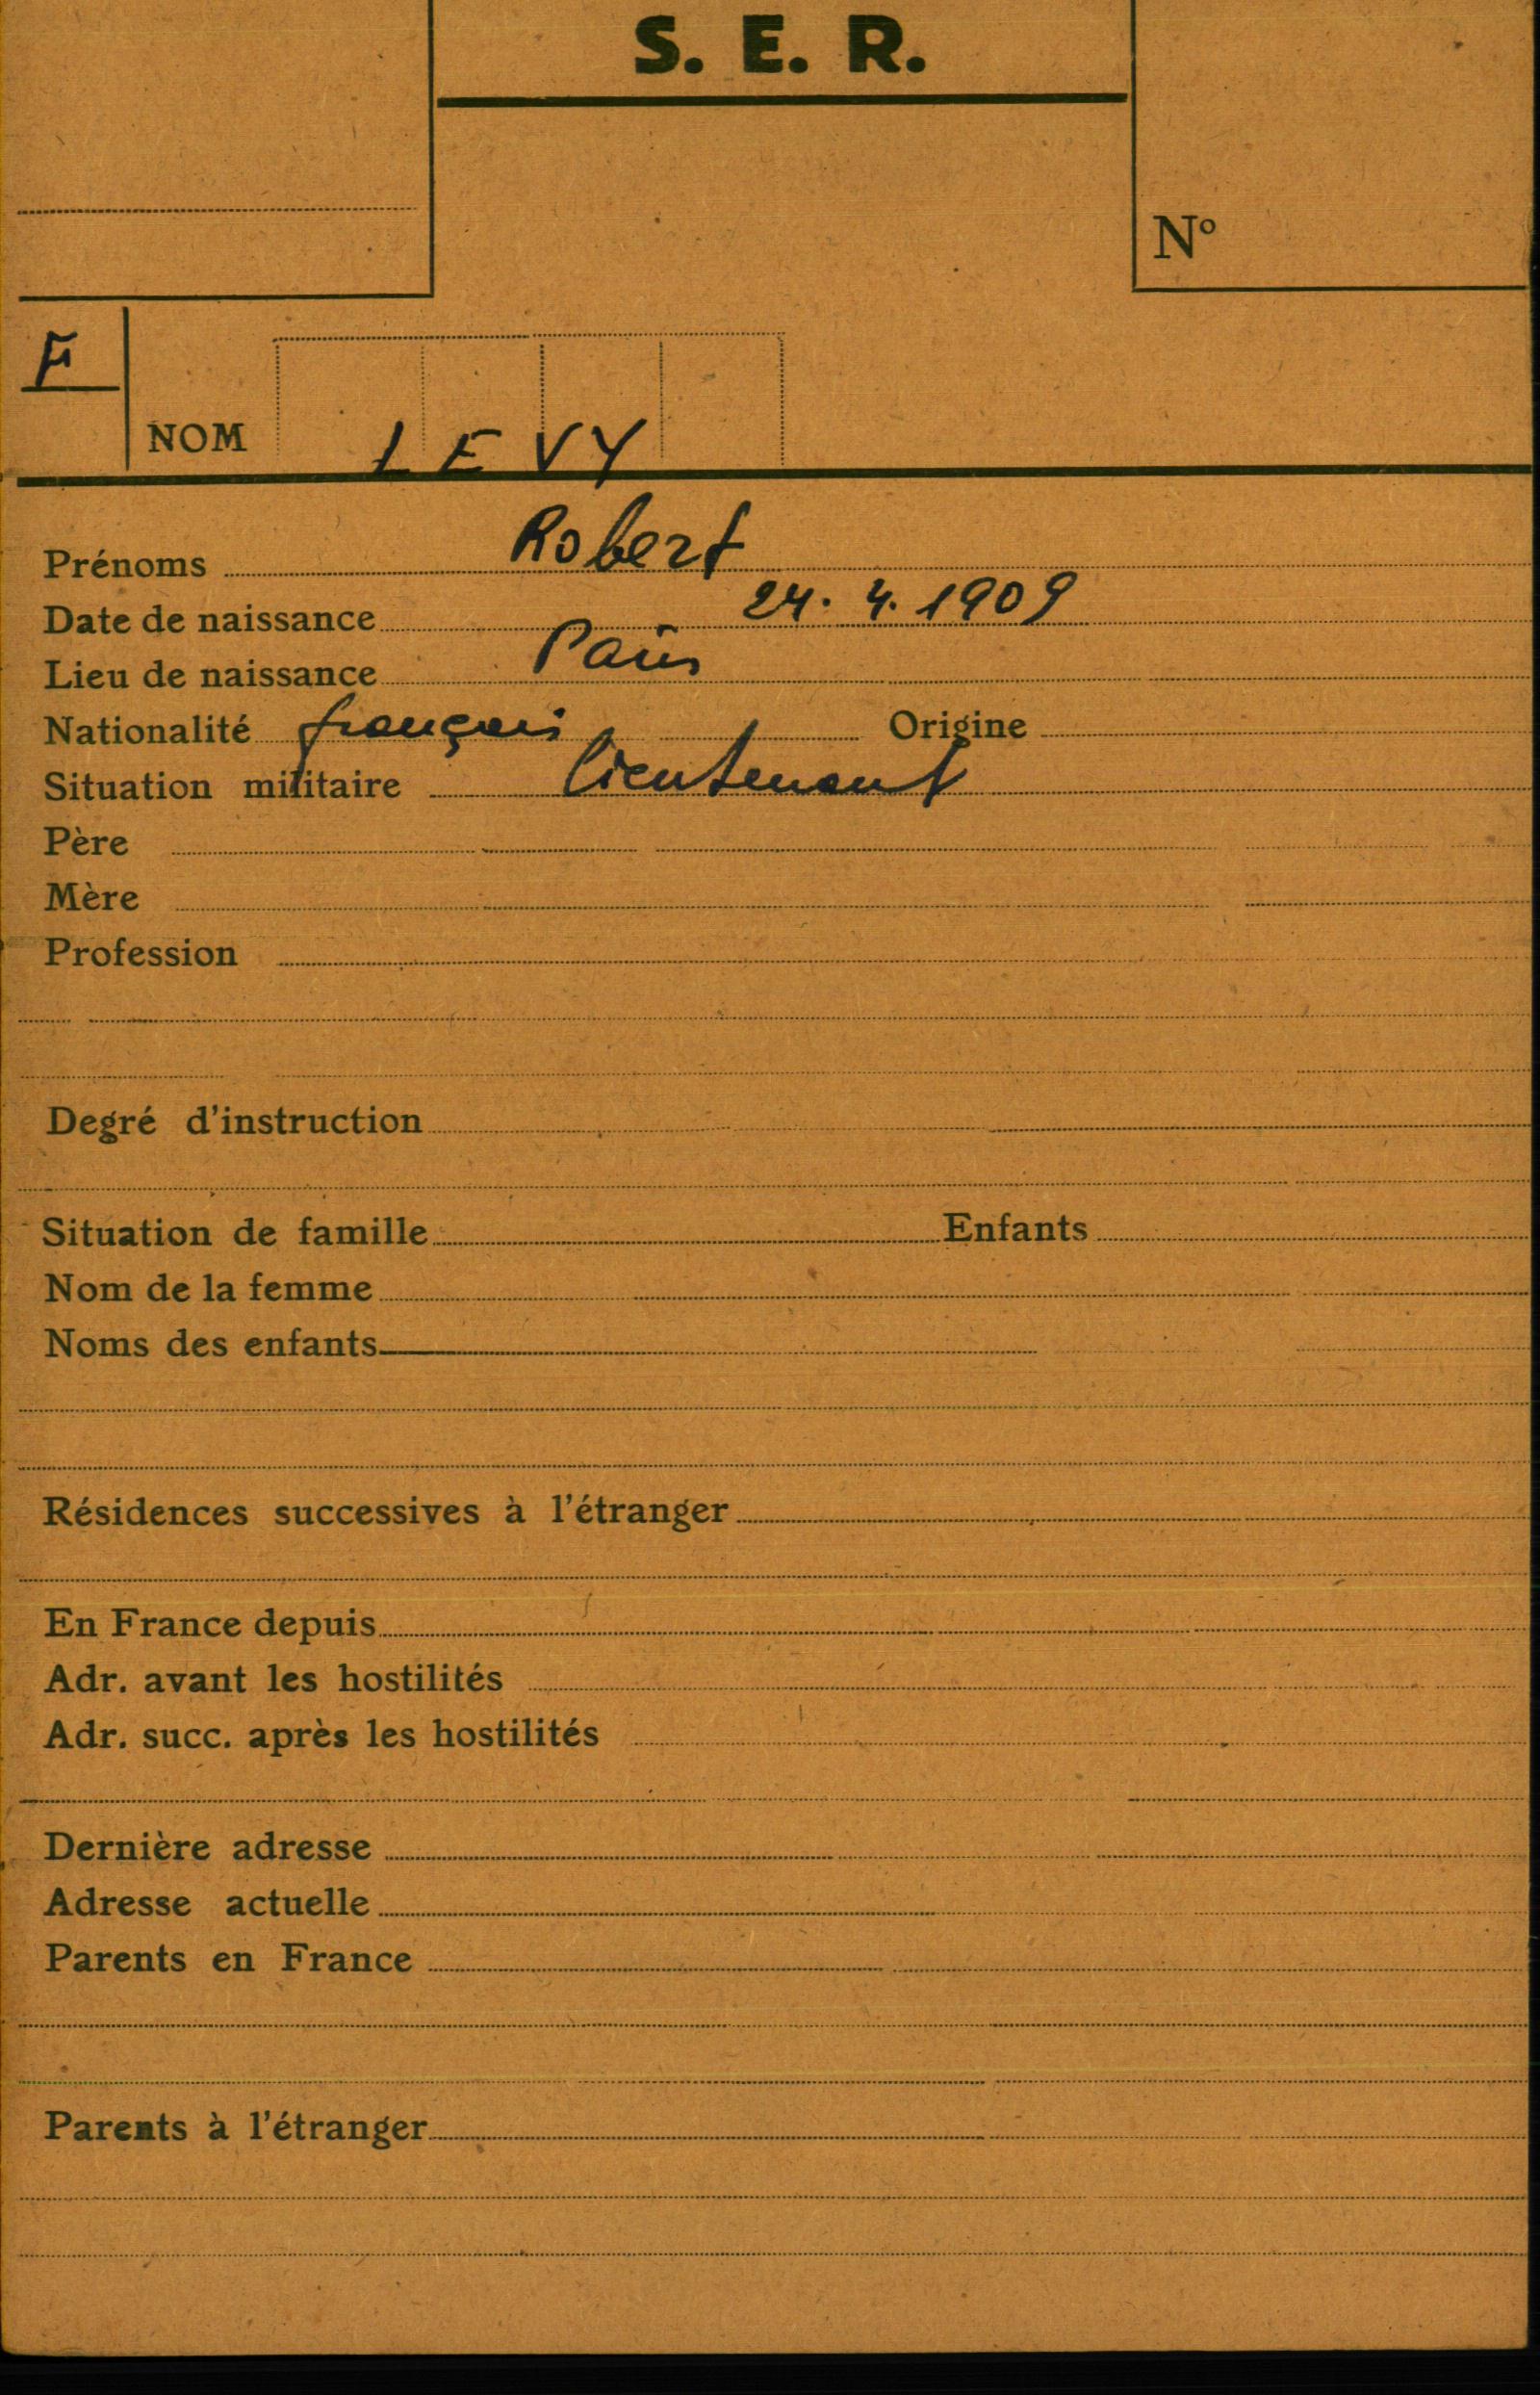 S. E. R.
N°
F
NOM LEVY
Prénoms Robert
Date de naissance 24. 4. 1909
Lieu de naissance Paris
Nationalité français Origine
Situation militaire lieutenant
Père
Mère
Profession
Degré d'instruction
Situation de famille Enfants
Nom de la femme
Noms des enfants
Résidences successives à l'étranger
En France depuis
Adr. avant les hostilités
Adr. succ. après les hostilités
Dernière adresse
Adresse actuelle
Parents en France
Parents à l'étranger